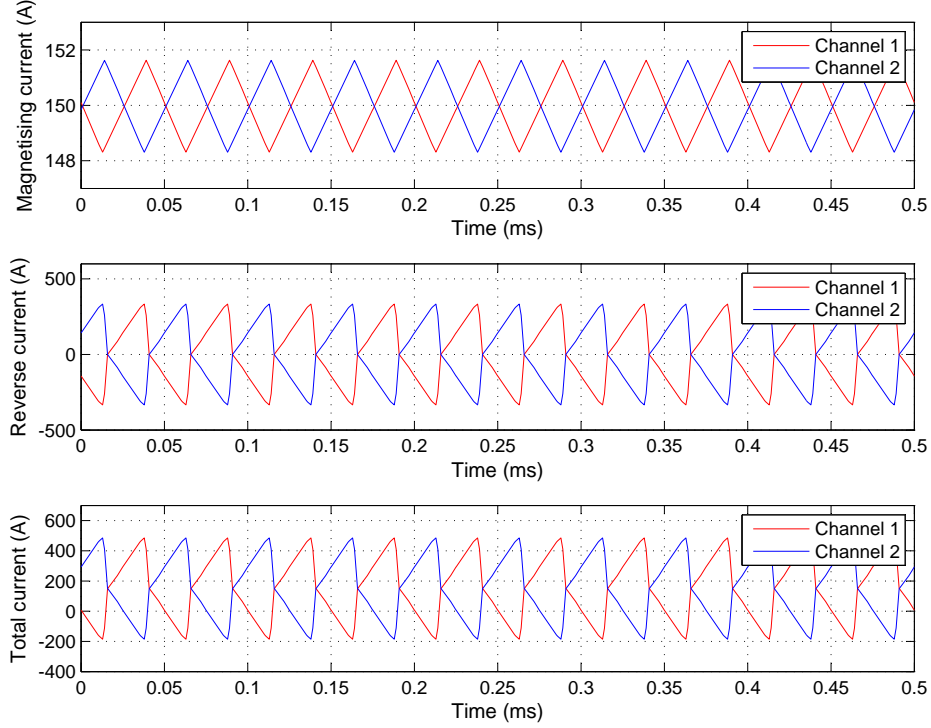 Magnetising current (A)
152
150
148
Channel 1
Channel 2
0 0.05 0.1 0.15 0.2 0.25 0.3 0.35 0.4 0.45 0.5
Time (ms)
Reverse current (A)
500
0
-500
Channel 1
Channel 2
0 0.05 0.1 0.15 0.2 0.25 0.3 0.35 0.4 0.45 0.5
Time (ms)
Total current (A)
600
400
200
0
-200
-400
Channel 1
Channel 2
0 0.05 0.1 0.15 0.2 0.25 0.3 0.35 0.4 0.45 0.5
Time (ms)